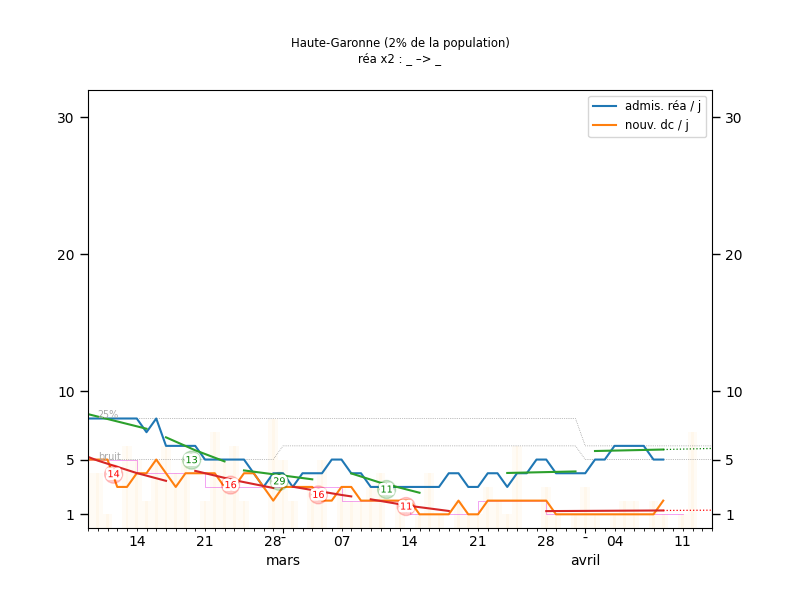 Haute-Garonne (2% de la population)
réa x2 : _ –> _
admis. réa / j
nouv. dc / j
30 30
20 20
10 10
25%
bruit
5 5
13
14
16
29
16
11
11
1 1
14 21 28 07 14 21 28 04 11
mars avril